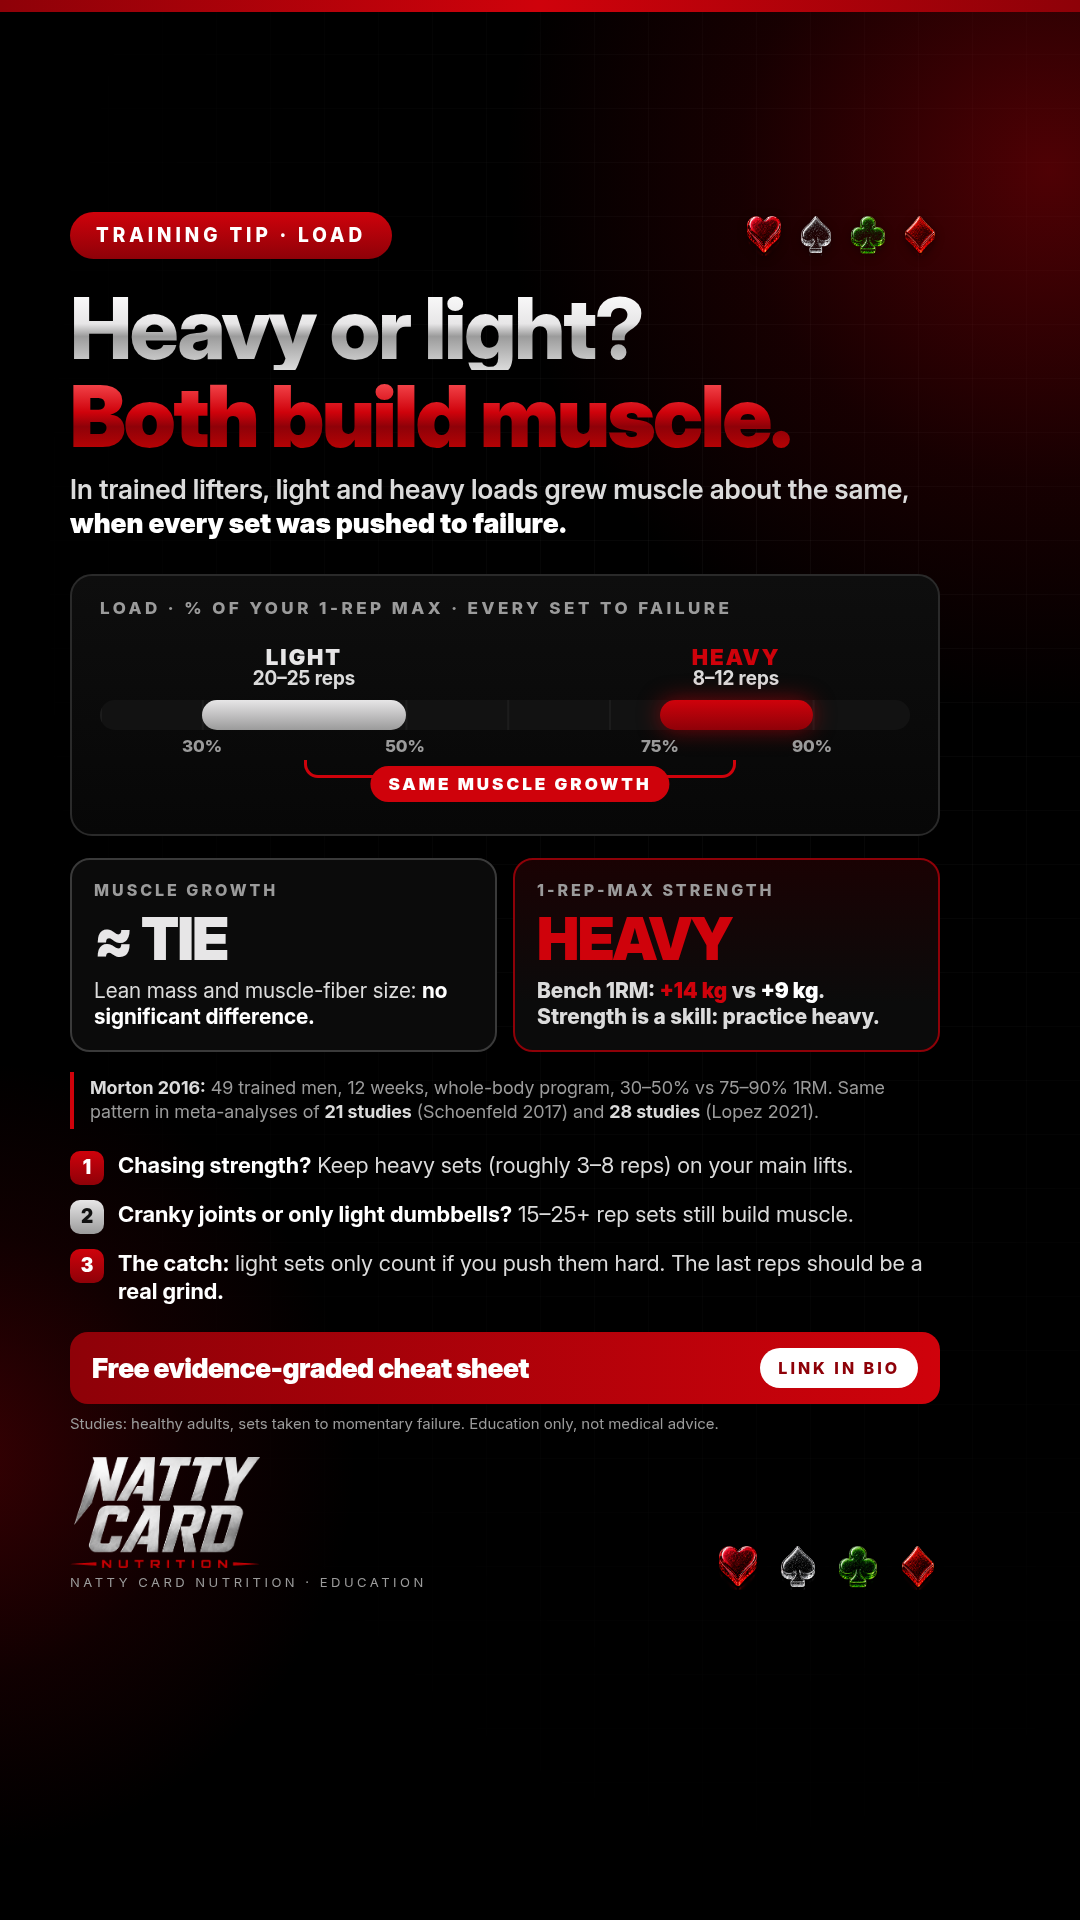 TRAINING TIP · LOAD
Heavy or light?
Both build muscle.
In trained lifters, light and heavy loads grew muscle about the same,
when every set was pushed to failure.
LOAD · % OF YOUR 1-REP MAX · EVERY SET TO FAILURE
LIGHT
20–25 reps
HEAVY
8–12 reps
30%
50%
75%
90%
SAME MUSCLE GROWTH
MUSCLE GROWTH
≈ TIE
Lean mass and muscle-fiber size: no
significant difference.
1-REP-MAX STRENGTH
HEAVY
Bench 1RM: +14 kg vs +9 kg.
Strength is a skill: practice heavy.
Morton 2016: 49 trained men, 12 weeks, whole-body program, 30–50% vs 75–90% 1RM. Same
pattern in meta-analyses of 21 studies (Schoenfeld 2017) and 28 studies (Lopez 2021).
1 Chasing strength? Keep heavy sets (roughly 3–8 reps) on your main lifts.
2 Cranky joints or only light dumbbells? 15–25+ rep sets still build muscle.
3 The catch: light sets only count if you push them hard. The last reps should be a
real grind.
Free evidence-graded cheat sheet
LINK IN BIO
Studies: healthy adults, sets taken to momentary failure. Education only, not medical advice.
NATTY
CARD
NUTRITION
NATTY CARD NUTRITION · EDUCATION